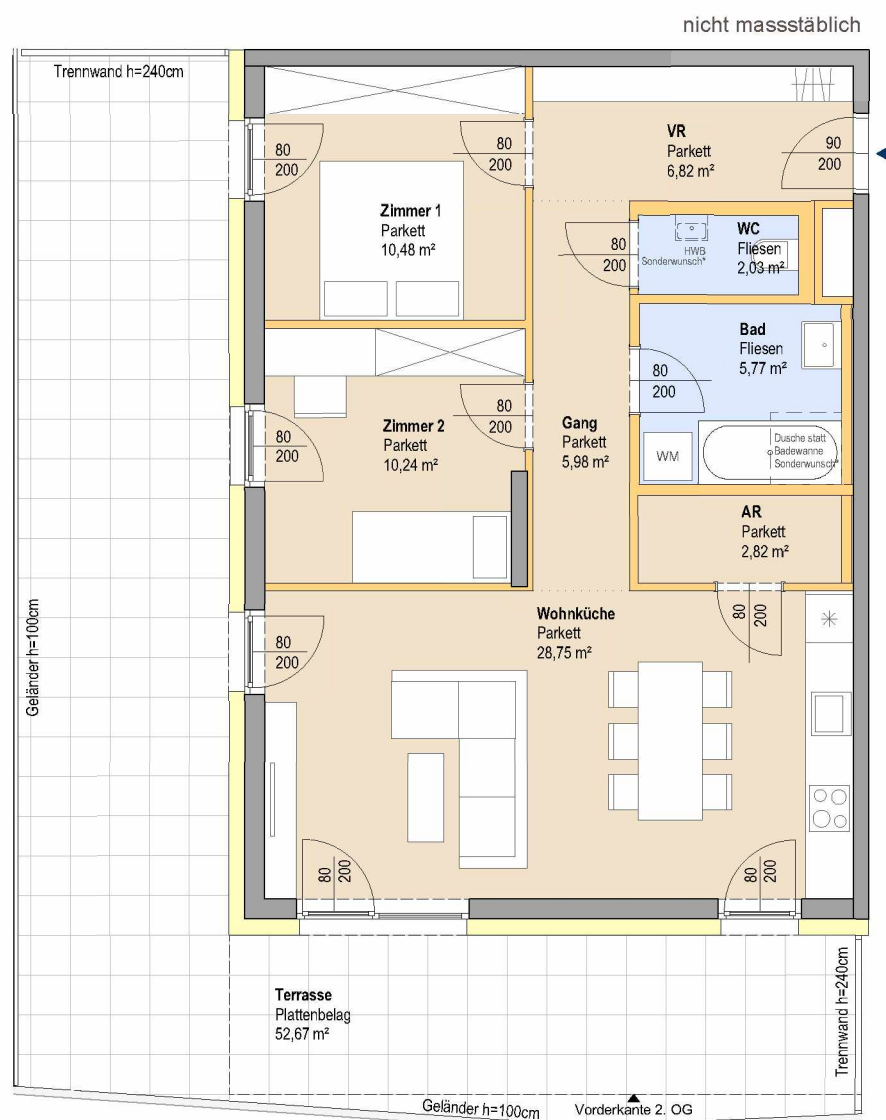 nicht massstäblich
Trennwand h=240cm
80
200
80
200
VR
Parkett
6,82 m²
90
200
Zimmer 1
Parkett
10,48 m²
80
200
HWB
Sonderwunsch*
WC
Fliesen
2,03 m²
Bad
Fliesen
5,77 m²
80
200
80
200
Zimmer 2
Parkett
10,24 m²
80
200
Gang
Parkett
5,98 m²
WM
Dusche statt
Badewanne
Sonderwunsch*
AR
Parkett
2,82 m²
Geländer h=100cm
80
200
Wohnküche
Parkett
28,75 m²
80
200
80
200
80
200
Terrasse
Plattenbelag
52,67 m²
Trennwand h=240cm
Geländer h=100cm
Vorderkante 2. OG